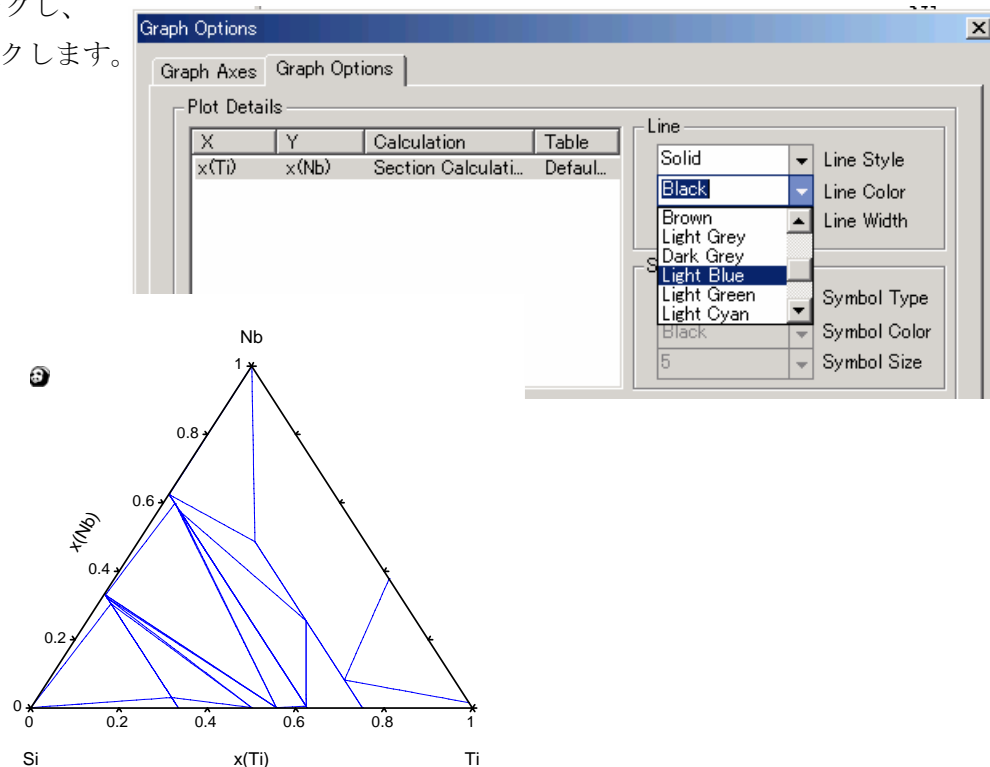 クし、
クします。
Graph Options
Graph Axes Graph Options
Plot Details
X Y Calculation Table
x(Ti) x(Nb) Section Calculati... Defaul...
Line
Solid Line Style
Black Line Color
Line Width
Brown
Light Grey
Dark Grey
Light Blue
Light Green
Light Cyan
S
Symbol Type
Black Symbol Color
5 Symbol Size
Nb
1
0.8
0.6
x(Nb)
0.4
0.2
0
0 0.2 0.4 0.6 0.8 1
Si x(Ti) Ti